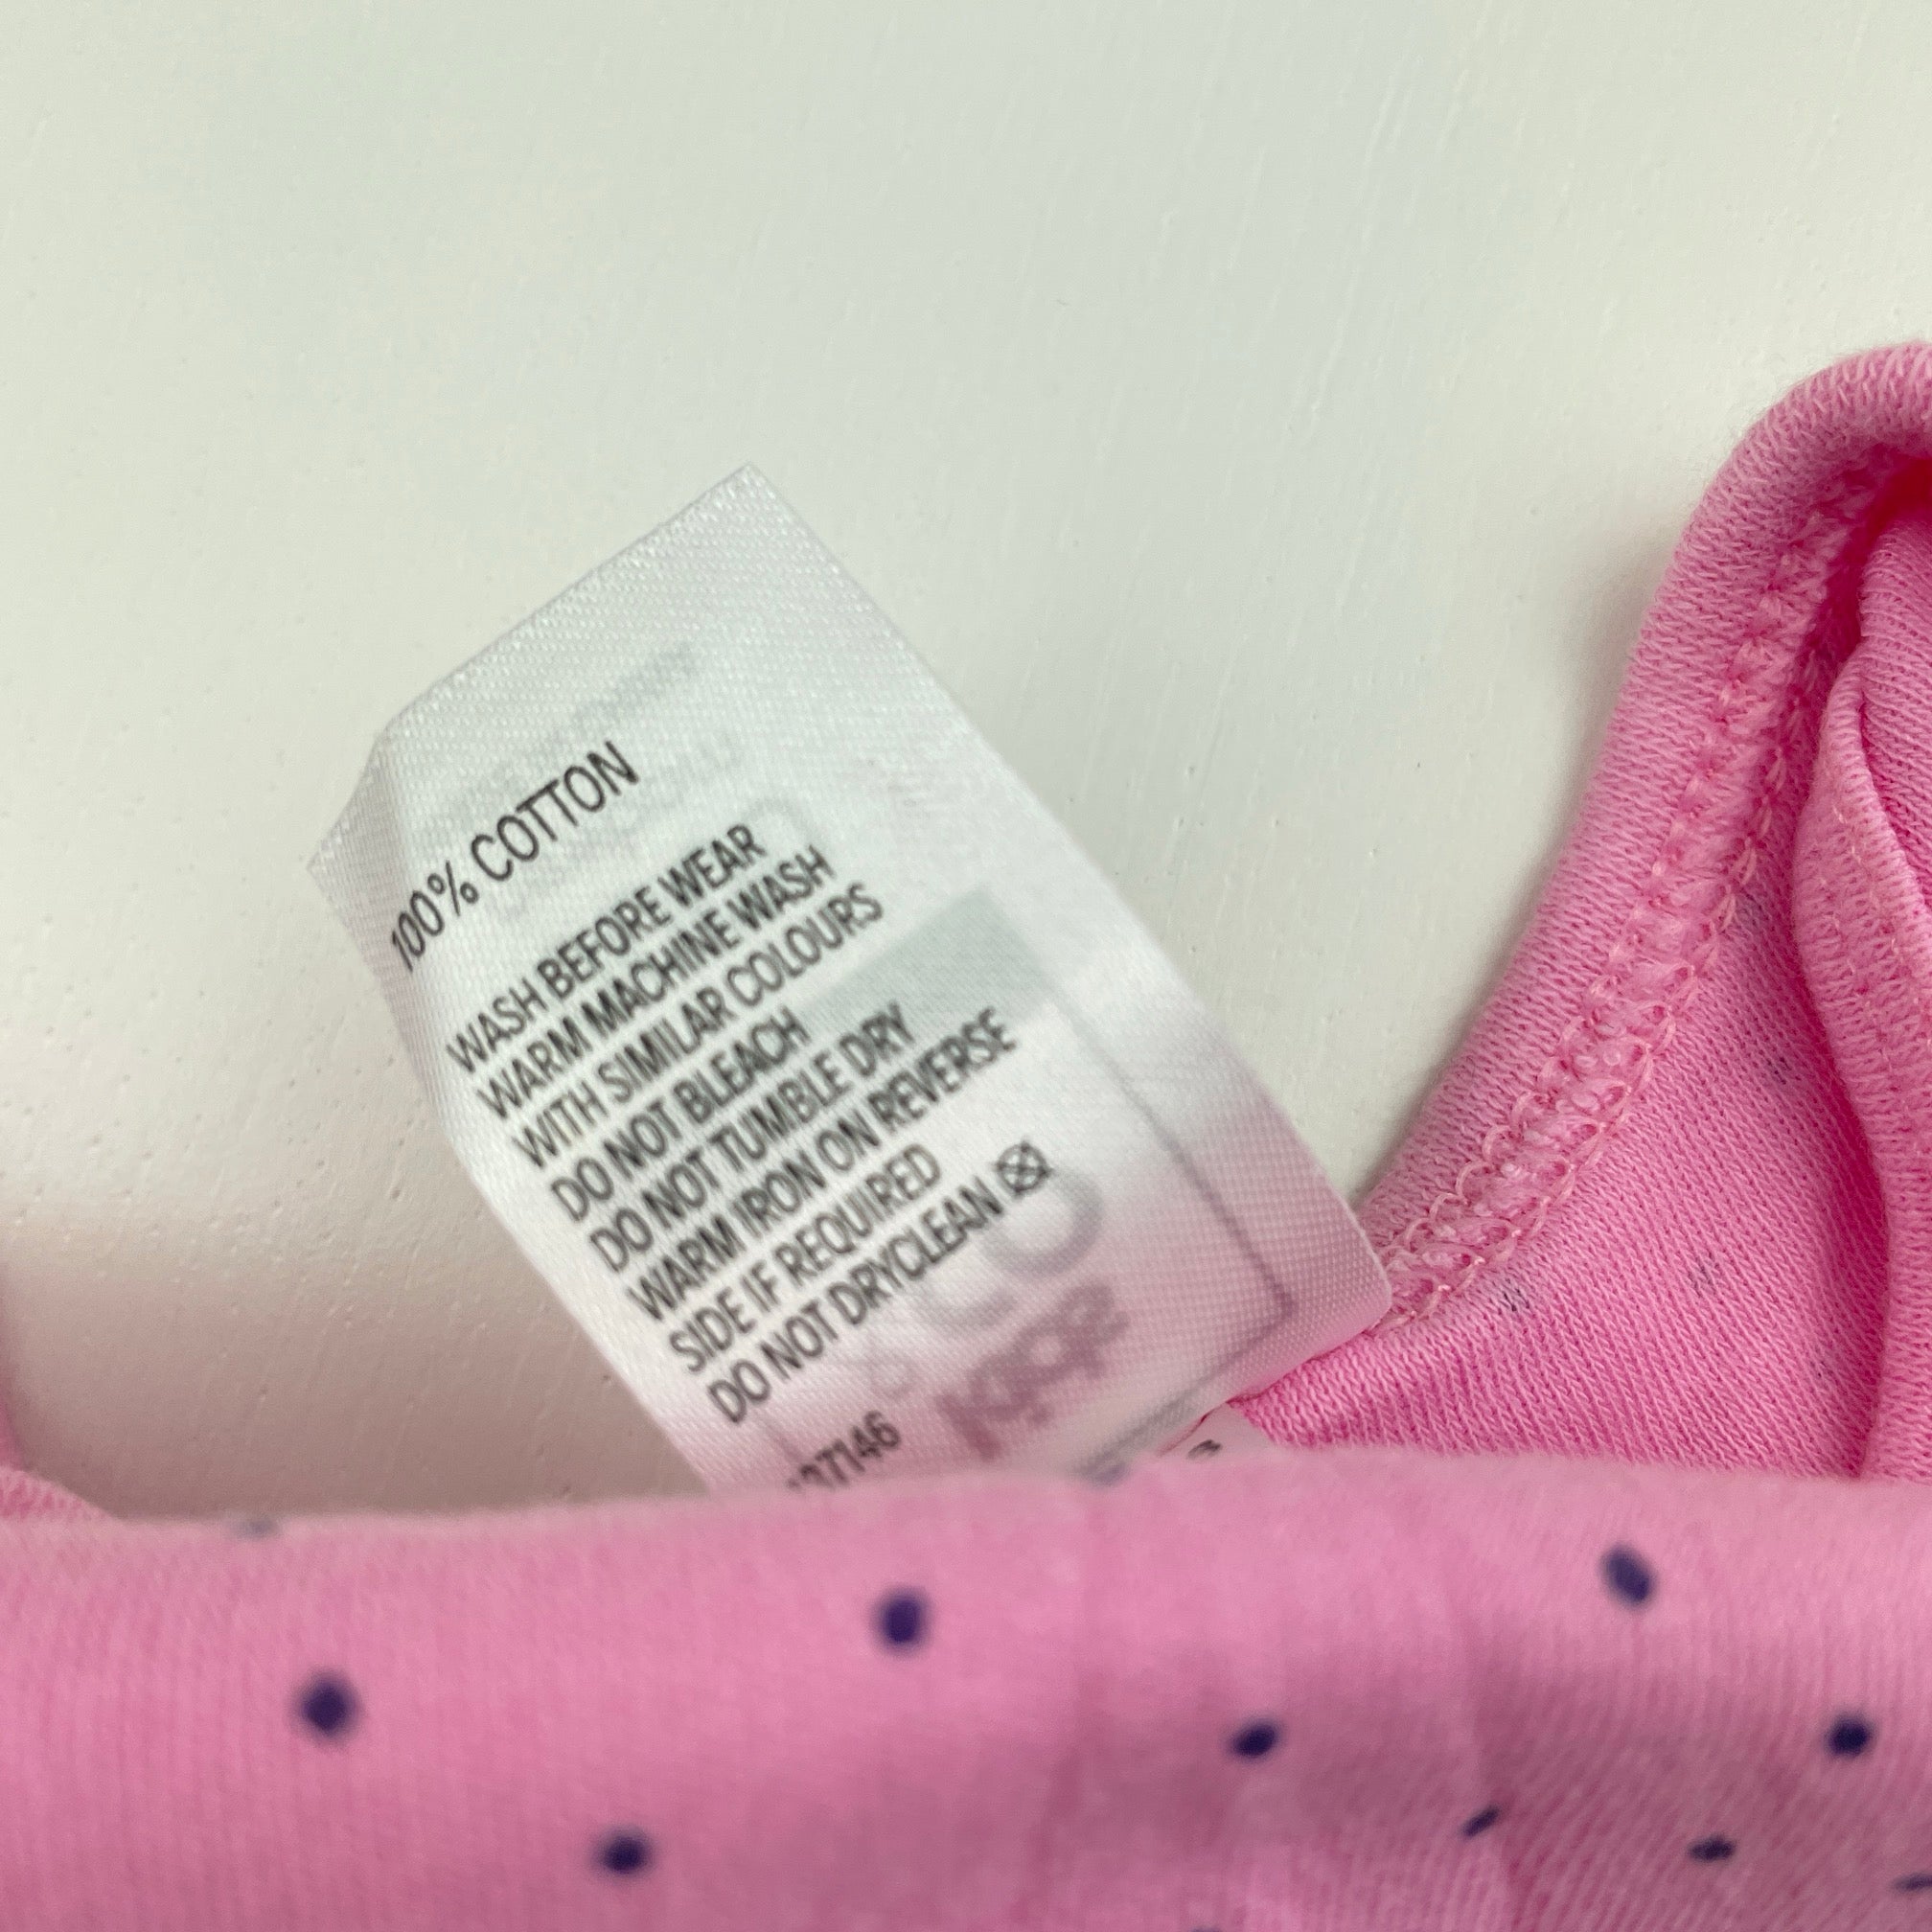 100% COTTON
WASH BEFORE WEAR
WARM MACHINE WASH
WITH SIMILAR COLOURS
DO NOT BLEACH
DO NOT TUMBLE DRY
WARM IRON ON REVERSE
SIDE IF REQUIRED
DO NOT DRYCLEAN